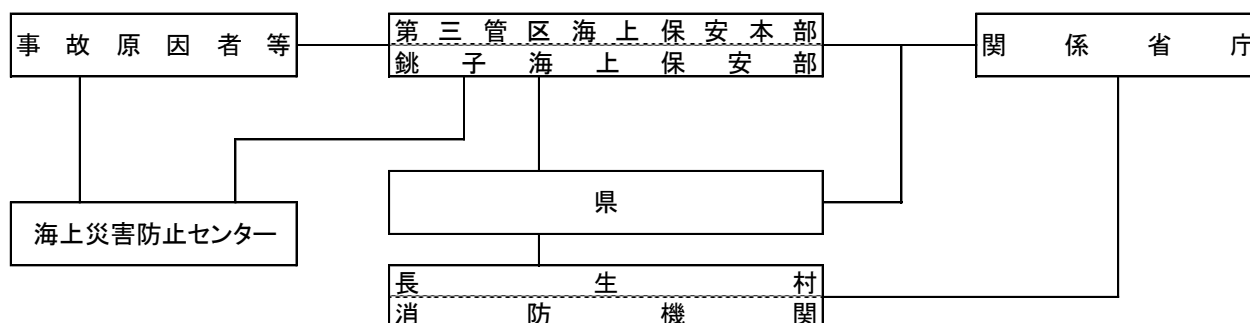 事故原因者等
第三管区海上保安本部
銚子海上保安部
関係省庁
県
海上災害防止センター
長生村
消防機関